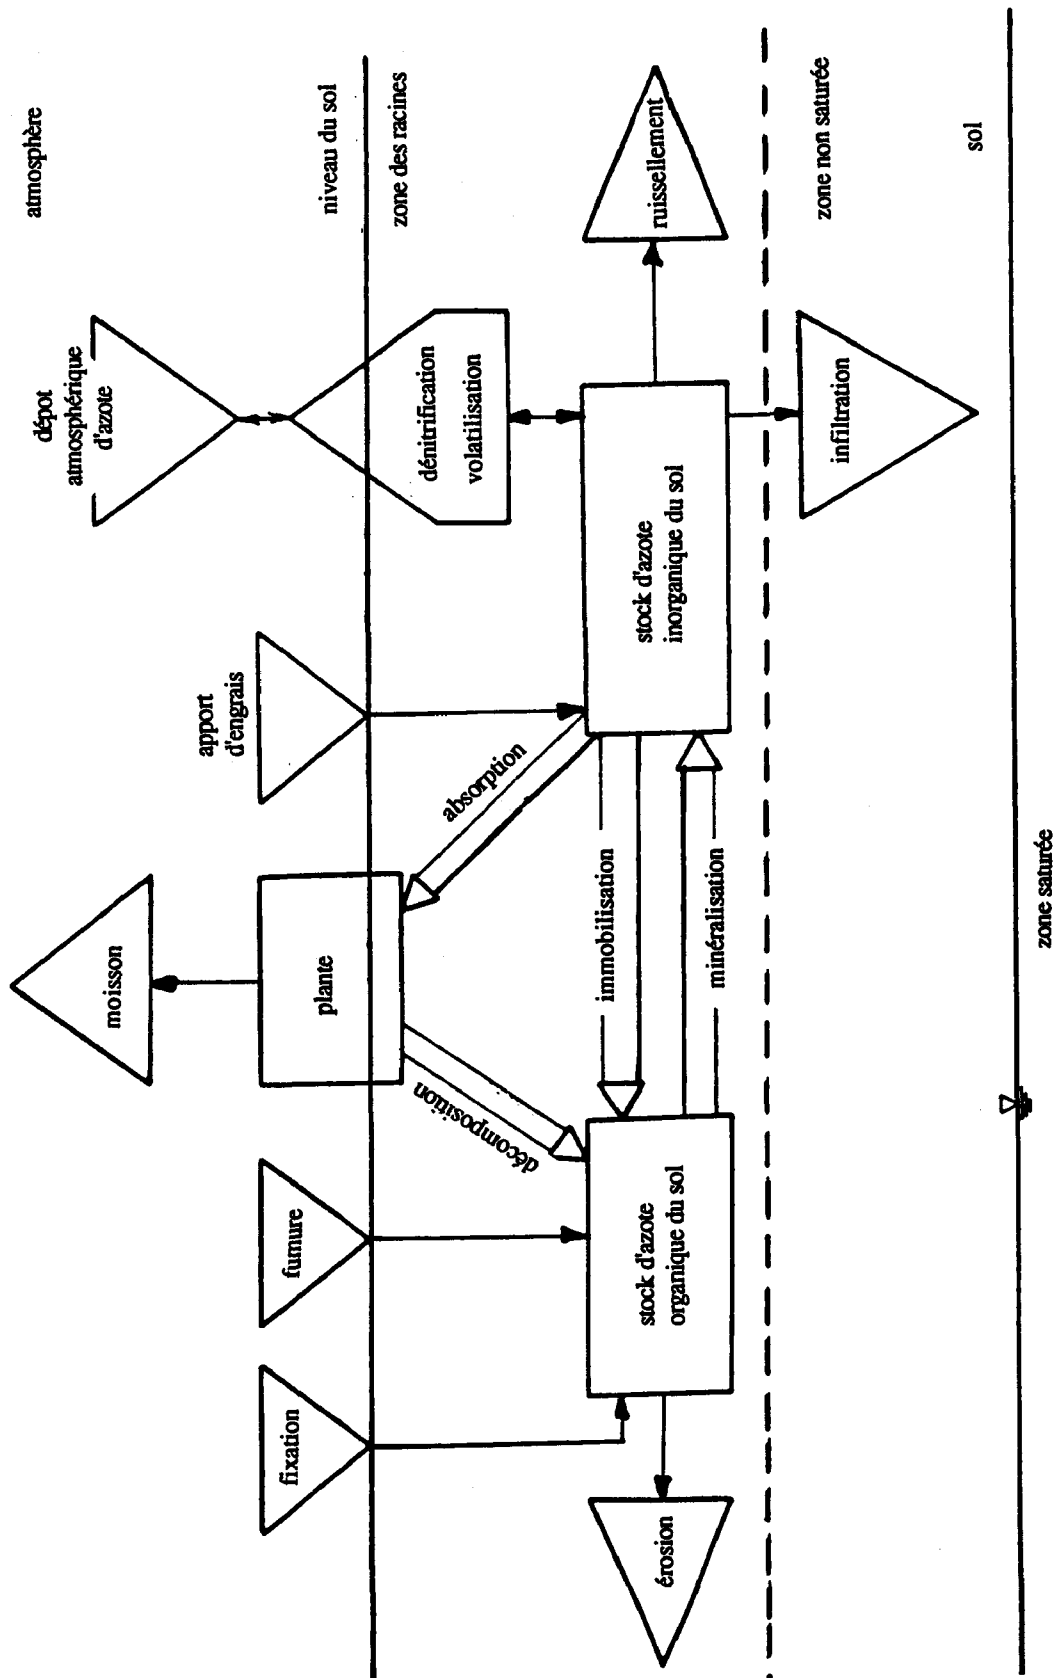 atmosphère
dépot
atmosphérique
d'azote
moisson
apport
d'engrais
plante
fumure
fixation
niveau du sol
zone des racines
dénitrification
volatilisation
absorption
décomposition
stock d'azote
inorganique du sol
ruissellement
immobilisation
minéralisation
stock d'azote
organique du sol
érosion
zone non saturée
infiltration
sol
zone saturée